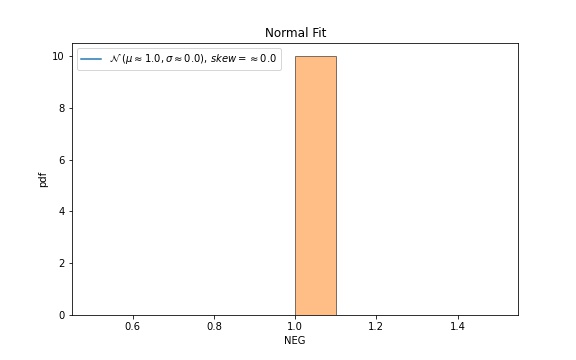 Normal Fit
𝒩(μ ≈ 1.0, σ ≈ 0.0), skew = ≈ 0.0
pdf
10
8
6
4
2
0
0.6 0.8 1.0 1.2 1.4
NEG